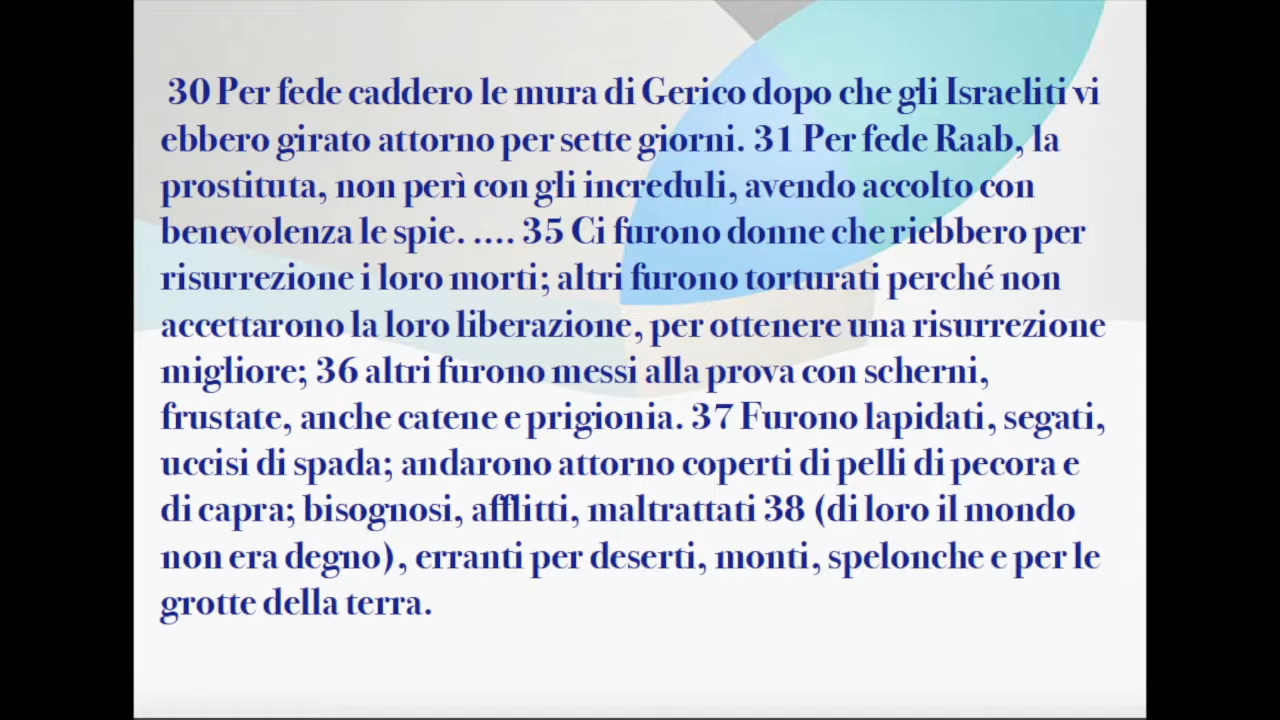 30 Per fede caddero le mura di Gerico dopo che gli Israeliti vi
ebbero girato attorno per sette giorni. 31 Per fede Raab, la
prostituta, non perì con gli increduli, avendo accolto con
benevolenza le spie. .... 35 Ci furono donne che riebbero per
risurrezione i loro morti; altri furono torturati perché non
accettarono la loro liberazione, per ottenere una risurrezione
migliore; 36 altri furono messi alla prova con scherni,
frustate, anche catene e prigionia. 37 Furono lapidati, segati,
uccisi di spada; andarono attorno coperti di pelli di pecora e
di capra; bisognosi, afflitti, maltrattati 38 (di loro il mondo
non era degno), erranti per deserti, monti, spelonche e per le
grotte della terra.